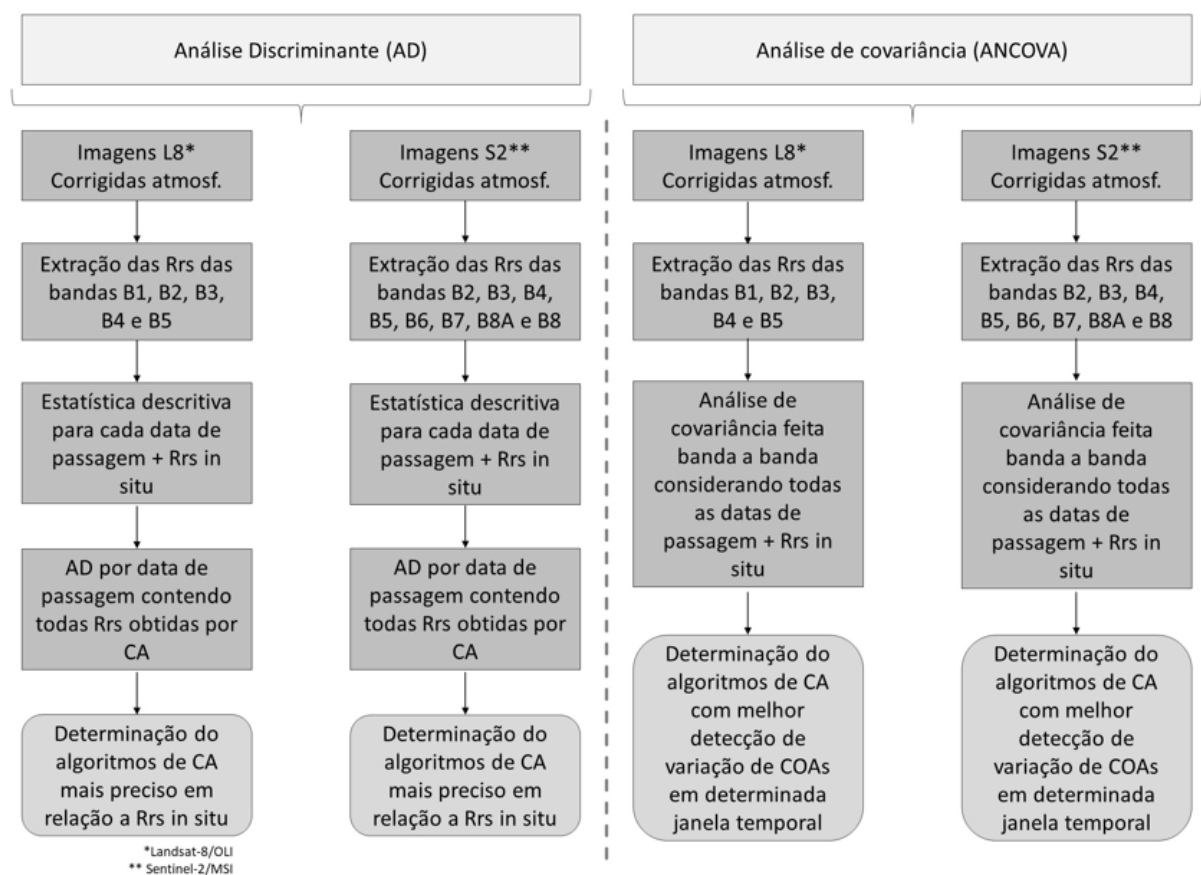 Análise Discriminante (AD)
Imagens L8*
Corrigidas atmosf.
Extração das Rrs das
bandas B1, B2, B3,
B4 e B5
Estatística descritiva
para cada data de
passagem + Rrs in
situ
AD por data de
passagem contendo
todas Rrs obtidas por
CA
Determinação do
algoritmos de CA
mais preciso em
relação a Rrs in situ
Imagens S2**
Corrigidas atmosf.
Extração das Rrs das
bandas B2, B3, B4,
B5, B6, B7, B8A e B8
Estatística descritiva
para cada data de
passagem + Rrs in
situ
AD por data de
passagem contendo
todas Rrs obtidas por
CA
Determinação do
algoritmos de CA
mais preciso em
relação a Rrs in situ
*Landsat-8/OLI
** Sentinel-2/MSI
Análise de covariância (ANCOVA)
Imagens L8*
Corrigidas atmosf.
Extração das Rrs das
bandas B1, B2, B3,
B4 e B5
Análise de
covariância feita
banda a banda
considerando todas
as datas de
passagem + Rrs in
situ
Determinação do
algoritmos de CA
com melhor
detecção de
variação de COAs
em determinada
janela temporal
Imagens S2**
Corrigidas atmosf.
Extração das Rrs das
bandas B2, B3, B4,
B5, B6, B7, B8A e B8
Análise de
covariância feita
banda a banda
considerando todas
as datas de
passagem + Rrs in
situ
Determinação do
algoritmos de CA
com melhor
detecção de
variação de COAs
em determinada
janela temporal